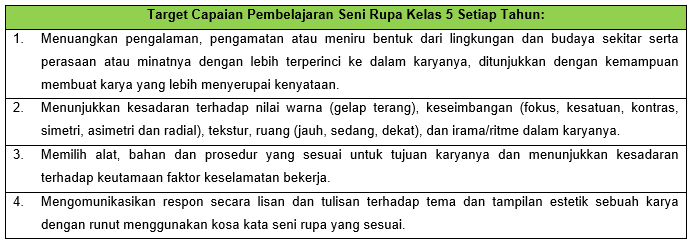 Target Capaian Pembelajaran Seni Rupa Kelas 5 Setiap Tahun:
1. Menuangkan pengalaman, pengamatan atau meniru bentuk dari lingkungan dan budaya sekitar serta
perasaan atau minatnya dengan lebih terperinci ke dalam karyanya, ditunjukkan dengan kemampuan
membuat karya yang lebih menyerupai kenyataan.
2. Menunjukkan kesadaran terhadap nilai warna (gelap terang), keseimbangan (fokus, kesatuan, kontras,
simetri, asimetri dan radial), tekstur, ruang (jauh, sedang, dekat), dan irama/ritme dalam karyanya.
3. Memilih alat, bahan dan prosedur yang sesuai untuk tujuan karyanya dan menunjukkan kesadaran
terhadap keutamaan faktor keselamatan bekerja.
4. Mengomunikasikan respon secara lisan dan tulisan terhadap tema dan tampilan estetik sebuah karya
dengan runut menggunakan kosa kata seni rupa yang sesuai.